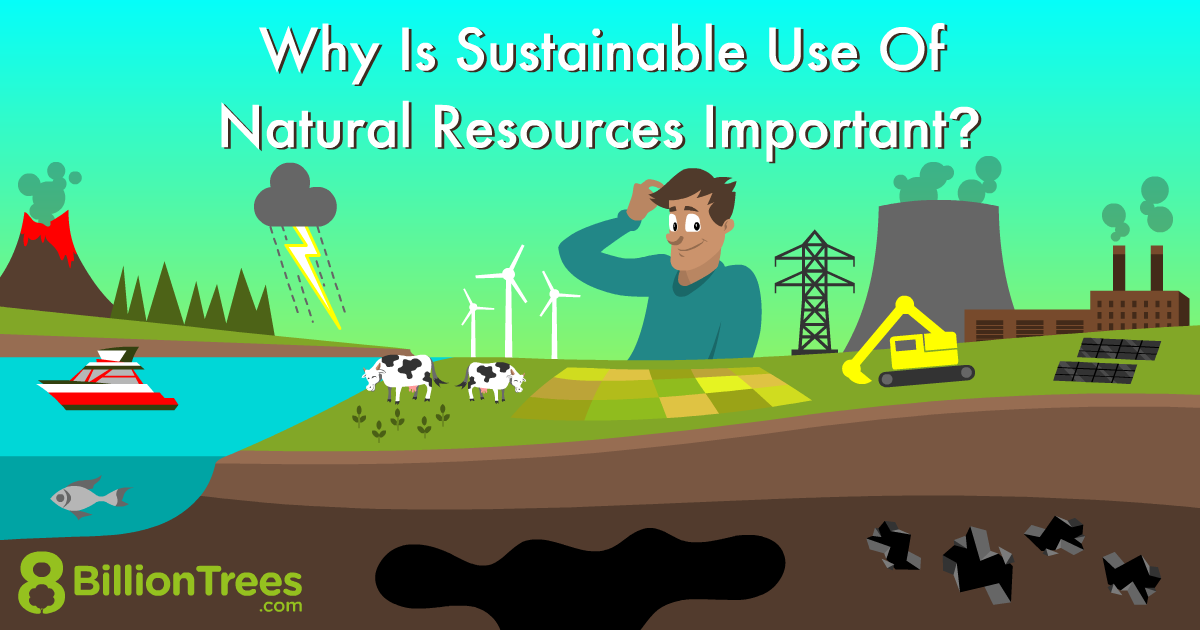 Why Is Sustainable Use Of
Natural Resources Important?
8 BillionTrees
.com